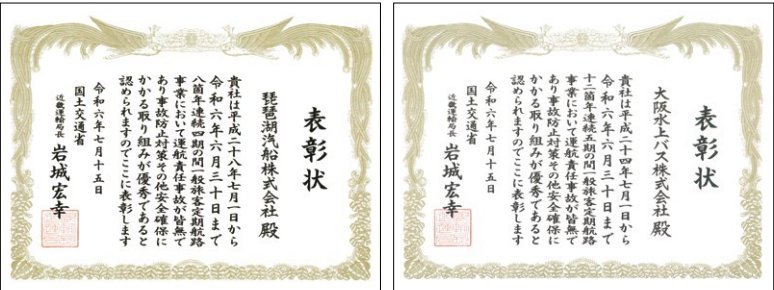 表彰状
琵琶湖汽船株式会社 殿
貴社は平成二十八年七月一日から
令和六年六月三十日まで
八箇年連続四期の間一般旅客定期航路
事業において運航責任事故が皆無で
あり事故防止対策その他安全確保に
かかる取り組みが優秀であると
認められますのでここに表彰します
令和六年七月十五日
国土交通省
近畿運輸局長 岩城宏幸
表彰状
大阪水上バス株式会社 殿
貴社は平成二十四年七月一日から
令和六年六月三十日まで
十二箇年連続五期の間一般旅客定期航路
事業において運航責任事故が皆無で
あり事故防止対策その他安全確保に
かかる取り組みが優秀であると
認められますのでここに表彰します
令和六年七月十五日
国土交通省
近畿運輸局長 岩城宏幸